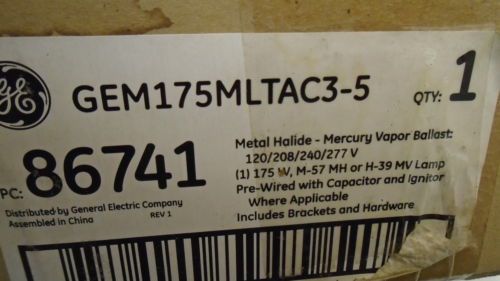 GE
GEM175MLTAC3-5
QTY: 1
PC: 86741
Metal Halide - Mercury Vapor Ballast:
120/208/240/277 V
(1) 175 W, M-57 MH or H-39 MV Lamp
Pre-Wired with Capacitor and Ignitor
Where Applicable
Includes Brackets and Hardware
Distributed by General Electric Company
Assembled in China REV 1